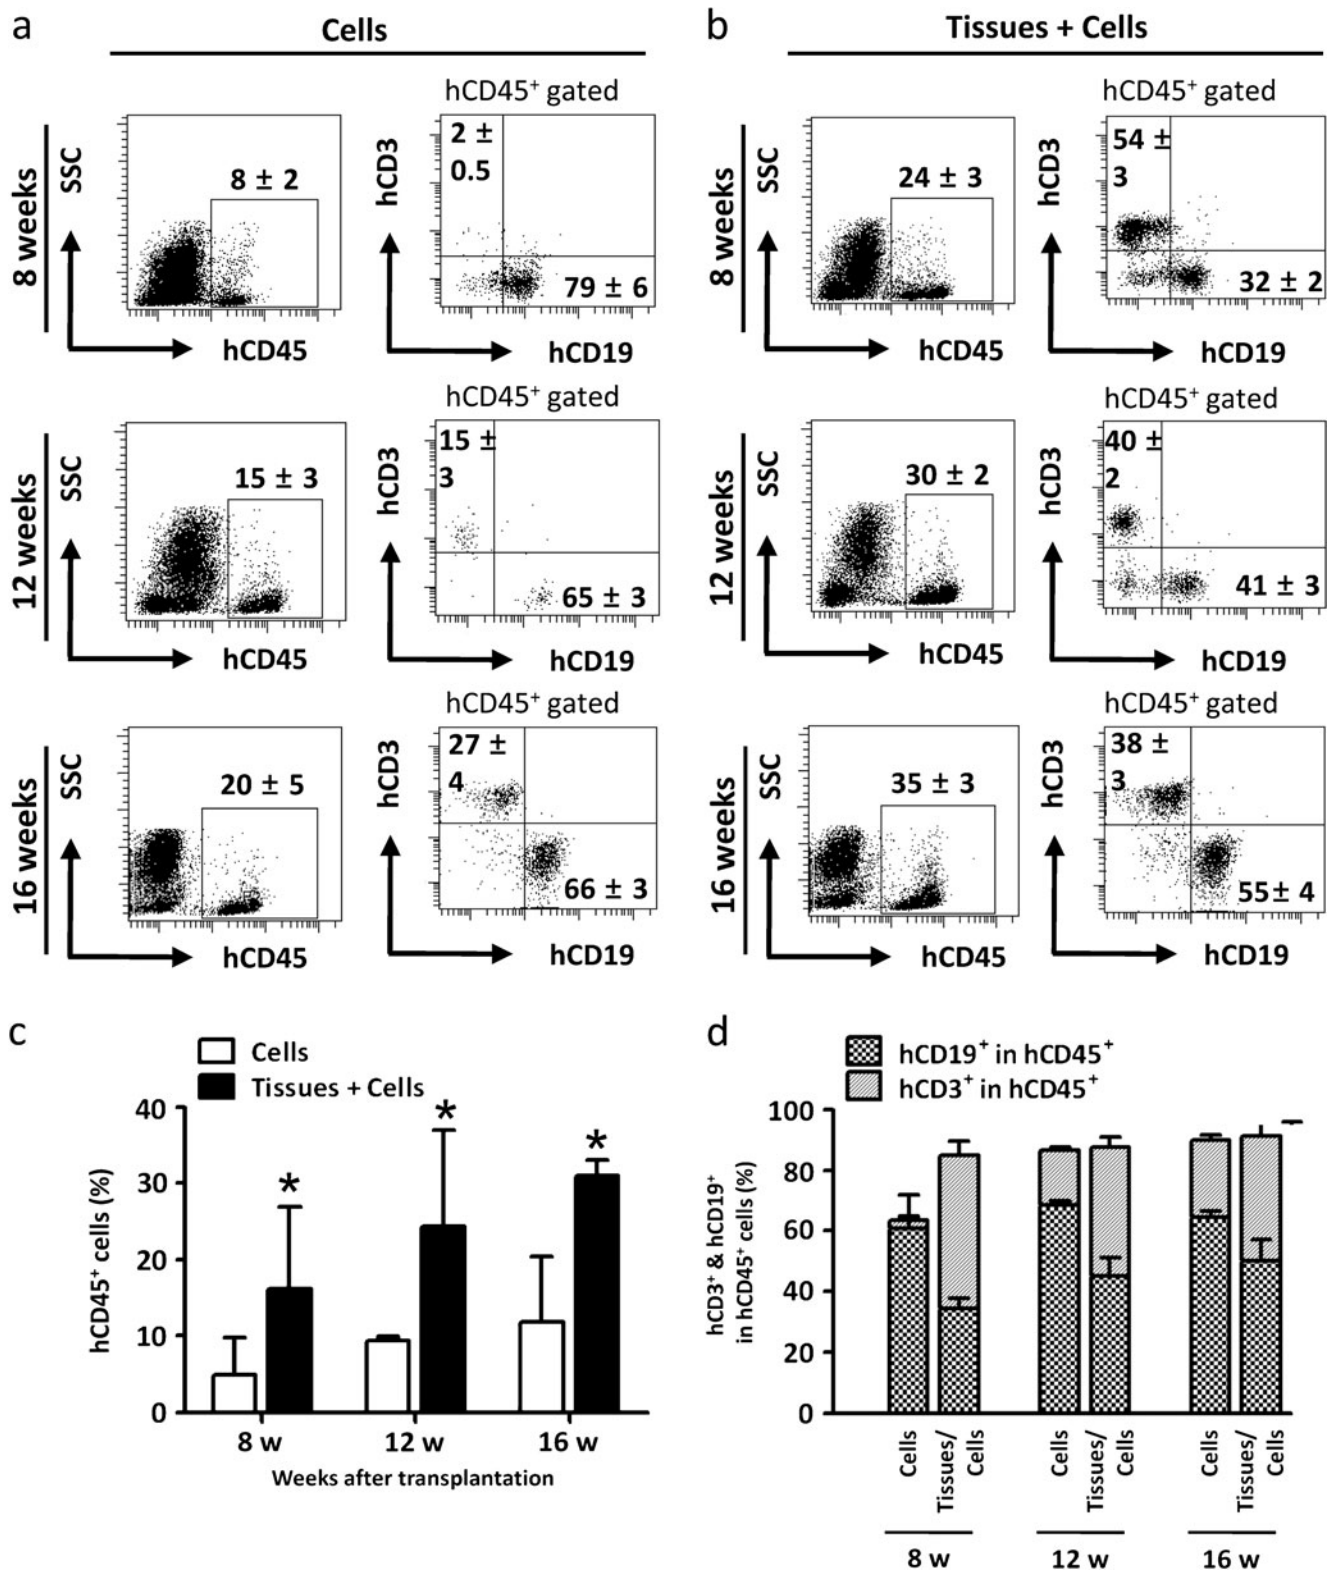 a
Cells
8 weeks
SSC
8 ± 2
hCD45
hCD45⁺ gated
hCD3
2 ±
0.5
79 ± 6
hCD19
12 weeks
SSC
15 ± 3
hCD45
hCD45⁺ gated
hCD3
15 ±
3
65 ± 3
hCD19
16 weeks
SSC
20 ± 5
hCD45
hCD45⁺ gated
hCD3
27 ±
4
66 ± 3
hCD19
b
Tissues + Cells
8 weeks
SSC
24 ± 3
hCD45
hCD45⁺ gated
hCD3
54 ±
3
32 ± 2
hCD19
12 weeks
SSC
30 ± 2
hCD45
hCD45⁺ gated
hCD3
40 ±
2
41 ± 3
hCD19
16 weeks
SSC
35 ± 3
hCD45
hCD45⁺ gated
hCD3
38 ±
3
55± 4
hCD19
c
Cells
Tissues + Cells
hCD45⁺ cells (%)
40
30
20
10
0
*
*
*
8 w
12 w
16 w
Weeks after transplantation
d
hCD19⁺ in hCD45⁺
hCD3⁺ in hCD45⁺
hCD3⁺ & hCD19⁺
in hCD45⁺ cells (%)
100
80
60
40
20
0
Cells
Tissues/
Cells
Cells
Tissues/
Cells
Cells
Tissues/
Cells
8 w
12 w
16 w